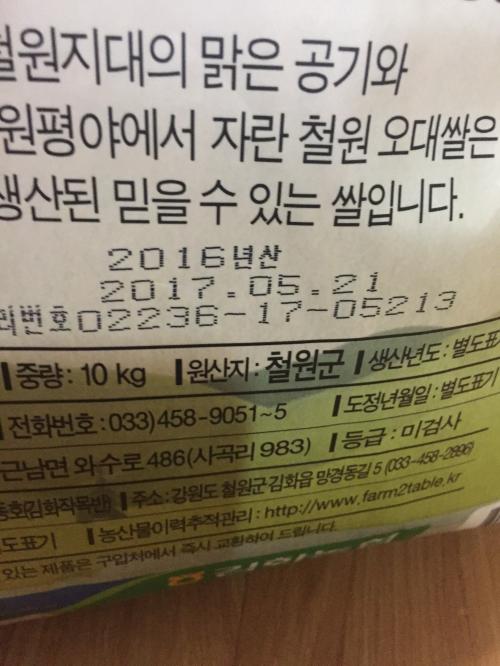 철원지대의 맑은 공기와
원평야에서 자란 철원 오대쌀은
생산된 믿을 수 있는 쌀입니다.
2016년산
2017.05.21
리번호02236-17-05213
중량: 10 kg 원산지: 철원군 생산년도: 별도표
전화번호: 033)458-9051~5 도정년월일: 별도표기
근남면 와수로 486(사곡리 983) 등급: 미검사
동호(김화작목반) 주소: 강원도 철원군 김화읍 망경동길 5 (033-458-2896)
도표기 농산물이력추적관리: http://www.farm2table.kr
있는 제품은 구입처에서 즉시 교환하여 드립니다.